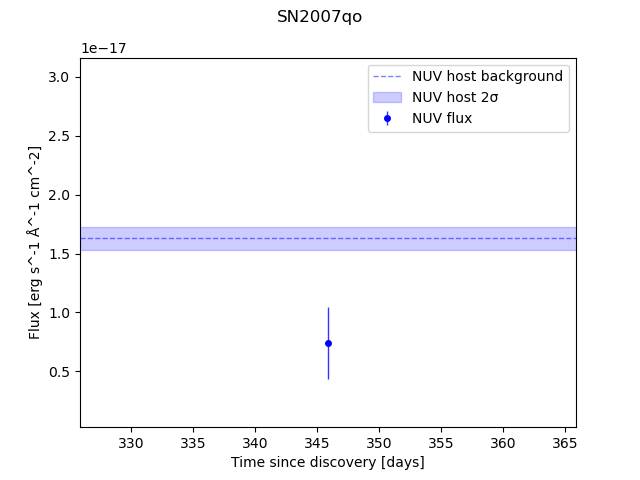 SN2007qo
1e−17
3.0
2.5
2.0
1.5
1.0
0.5
Flux [erg s^-1 Å^-1 cm^-2]
NUV host background
NUV host 2σ
NUV flux
330 335 340 345 350 355 360 365
Time since discovery [days]